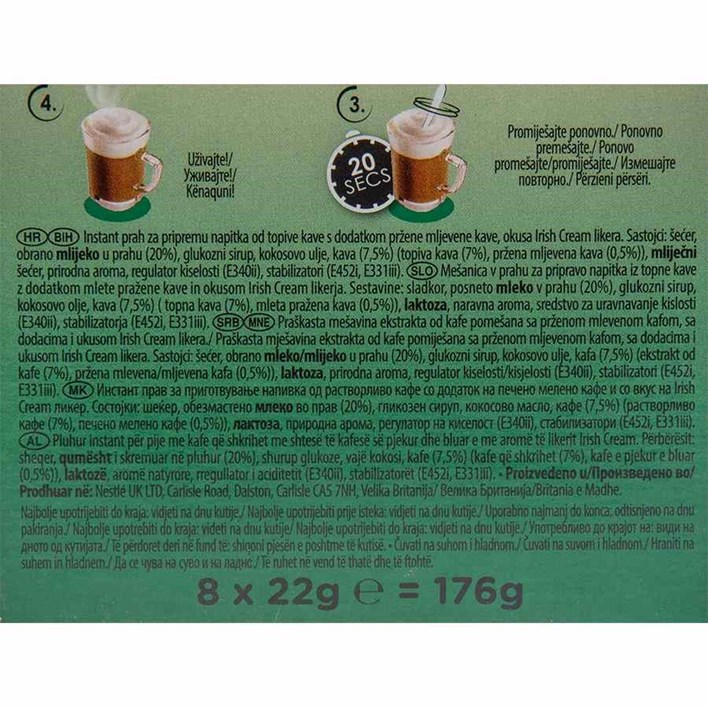 4.
Uživajte!/
Уживајте!/
Kënaquni!
3.
20
SECS
Promiješajte ponovno./ Ponovno
premešajte./ Ponovo
promešajte/promiješajte./ Измешајте
повторно./ Përzieni përsëri.
HR BIH Instant prah za pripremu napitka od topive kave s dodatkom pržene mljevene kave, okusa Irish Cream likera. Sastojci: šećer,
obrano mlijeko u prahu (20%), glukozni sirup, kokosovo ulje, kava (7,5%) (topiva kava (7%), pržena mljevena kava (0,5%)), mliječni
šećer, prirodna aroma, regulator kiselosti (E340ii), stabilizatori (E452i, E331iii). SLO Mešanica v prahu za pripravo napitka iz topne kave
z dodatkom mlete pražene kave in okusom Irish Cream likerja. Sestavine: sladkor, posneto mleko v prahu (20%), glukozni sirup,
kokosovo olje, kava (7,5%) ( topna kava (7%), mleta pražena kava (0,5%)), laktoza, naravna aroma, sredstvo za uravnavanje kislosti
(E340ii), stabilizatorja (E452i, E331iii). SRB MNE Praškasta mešavina ekstrakta od kafe pomešana sa prženom mlevenom kafom, sa
dodacima i ukusom Irish Cream likera./ Praškasta mješavina ekstrakta od kafe pomiješana sa prženom mljevenom kafom, sa dodacima i
ukusom Irish Cream likera. Sastojci: šećer, obrano mleko/mlijeko u prahu (20%), glukozni sirup, kokosovo ulje, kafa (7,5%) (ekstrakt od
kafe (7%), pržena mlevena/mljevena kafa (0,5%)), laktoza, prirodna aroma, regulator kiselosti/kisjelosti (E340ii), stabilizatori (E452i,
E331iii). MK Инстант прав за приготвување напивка од растворливо кафе со додаток на печено мелено кафе и со вкус на Irish
Cream ликер. Состојки: шеќер, обезмастено млеко во прав (20%), гликозен сируп, кокосово масло, кафе (7,5%) (растворливо
кафе (7%), печено мелено кафе (0,5%)), лактоза, природна арома, регулатор на киселост (E340ii), стабилизатори (E452i, E331iii).
AL Pluhur instant për pije me kafe që shkrihet me shtesë të kafesë së pjekur dhe bluar e me aromë të likerit Irish Cream. Përbërësit:
sheqer, qumësht i skremuar në pluhur (20%), shurup glukoze, vajë kokosi, kafe (7,5%) (kafe që shkrihet (7%), kafe e pjekur e bluar
(0,5%)), laktozë, aromë natyrore, rregullator i aciditetit (E340ii), stabilizatorët (E452i, E331iii). • Proizvedeno u/Произведено во/
Prodhuar në: Nestlé UK LTD, Carlisle Road, Dalston, Carlisle CA5 7NH, Velika Britanija/ Велика Британија/Britania e Madhe.
Najbolje upotrijebiti do kraja: vidjeti na dnu kutije./ Najbolje upotrijebiti prije isteka: vidjeti na dnu kutije./ Uporabno najmanj do konca: odtisnjeno na dnu
pakiranja./ Najbolje upotrebiti do kraja: videti na dnu kutije/ Najbolje upotrijebiti do kraja: vidjeti na dnu kutije./ Употребливо до крајот на: види на
дното од кутијата./ Të përdoret deri në fund të: shiqoni pjesën e poshtme të kutisë. • Čuvati na suhom i hladnom./ Čuvati na suvom i hladnom./ Hraniti na
suhem in hladnem./ Да се чува на суво и на ладно./ Të ruhet në vend të thatë dhe të ftohtë.
8 x 22g e = 176g